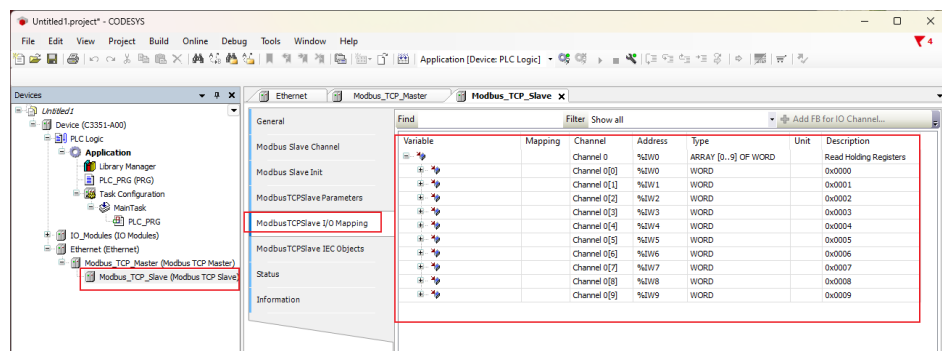 Untitled1.project* - CODESYS
File Edit View Project Build Online Debug Tools Window Help
4
Application [Device: PLC Logic]
Devices
Untitled1
Device (C3351-A00)
PLC Logic
Application
Library Manager
PLC_PRG (PRG)
Task Configuration
MainTask
PLC_PRG
IO_Modules (IO Modules)
Ethernet (Ethernet)
Modbus_TCP_Master (Modbus TCP Master)
Modbus_TCP_Slave (Modbus TCP Slave)
Ethernet Modbus_TCP_Master Modbus_TCP_Slave
General
Modbus Slave Channel
Modbus Slave Init
ModbusTCPSlave Parameters
ModbusTCPSlave I/O Mapping
ModbusTCPSlave IEC Objects
Status
Information
Find Filter Show all Add FB for IO Channel...
Variable Mapping Channel Address Type Unit Description
Channel 0 %IW0 ARRAY [0..9] OF WORD Read Holding Registers
Channel 0[0] %IW0 WORD 0x0000
Channel 0[1] %IW1 WORD 0x0001
Channel 0[2] %IW2 WORD 0x0002
Channel 0[3] %IW3 WORD 0x0003
Channel 0[4] %IW4 WORD 0x0004
Channel 0[5] %IW5 WORD 0x0005
Channel 0[6] %IW6 WORD 0x0006
Channel 0[7] %IW7 WORD 0x0007
Channel 0[8] %IW8 WORD 0x0008
Channel 0[9] %IW9 WORD 0x0009